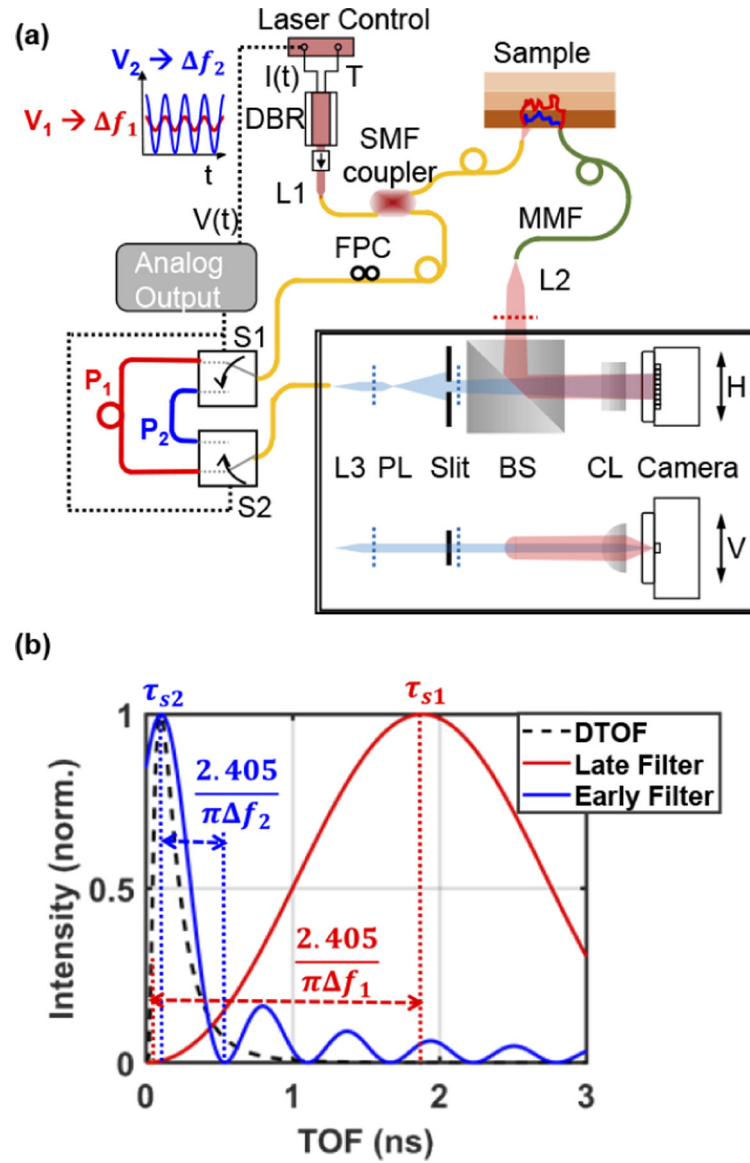 (a)
Laser Control
V₂ → Δf₂
V₁ → Δf₁
t
I(t)
T
DBR
L1
SMF
coupler
Sample
MMF
L2
FPC
V(t)
Analog
Output
S1
P₁
P₂
S2
H
L3 PL Slit BS CL Camera
V
(b)
τs2
τs1
DTOF
Late Filter
Early Filter
2.405
πΔf₂
2.405
πΔf₁
Intensity (norm.)
1
0.5
0
0 1 2 3
TOF (ns)